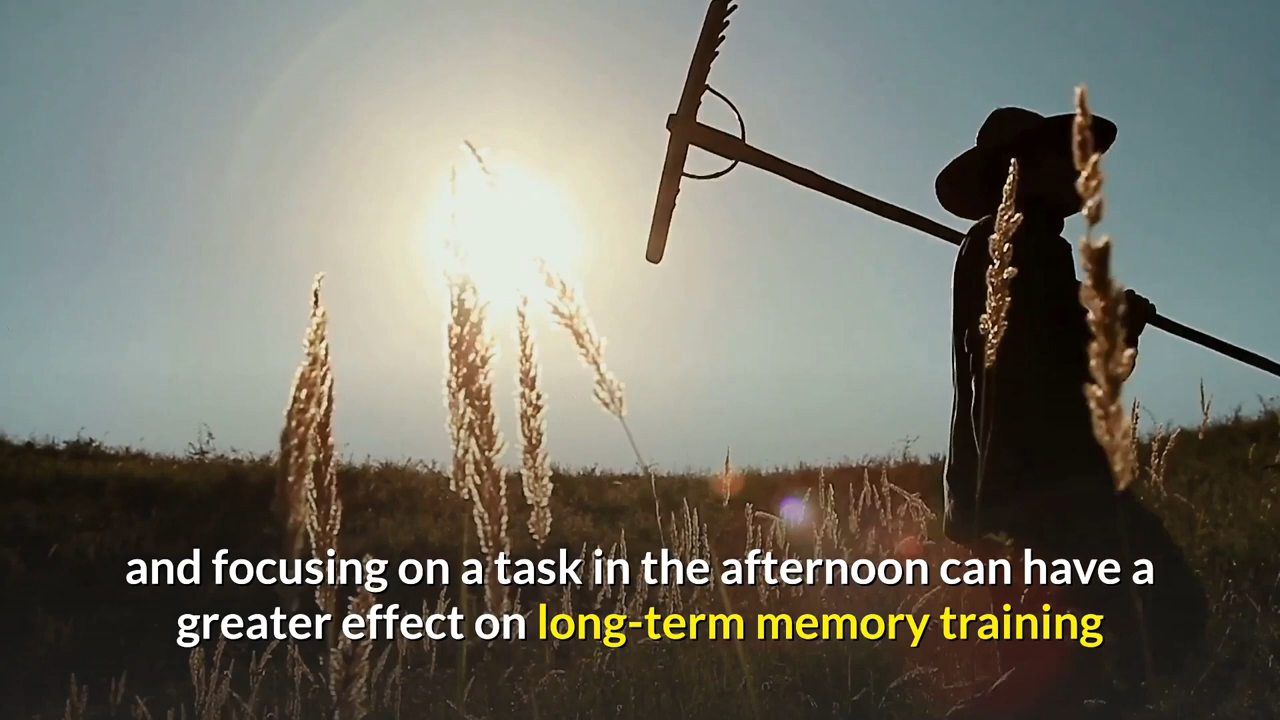 and focusing on a task in the afternoon can have a
greater effect on long-term memory training